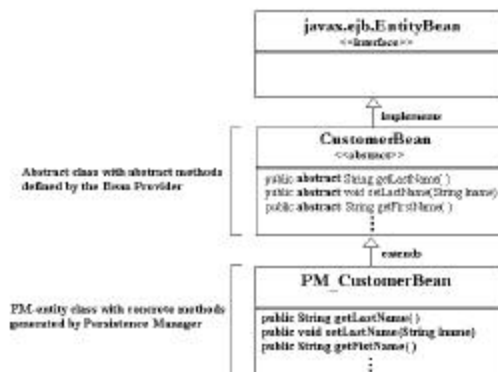 javax.ejb.EntityBean
<<interface>>
implements
CustomerBean
<<abstract>>
Abstract class with abstract methods
defined by the Bean Provider
public abstract String getLastName( )
public abstract void setLastName(String lname)
public abstract String getFirstName( )
extends
PM_CustomerBean
PM-entity class with concrete methods
generated by Persistence Manager
public String getLastName( )
public void setLastName(String lname)
public String getFistName( )